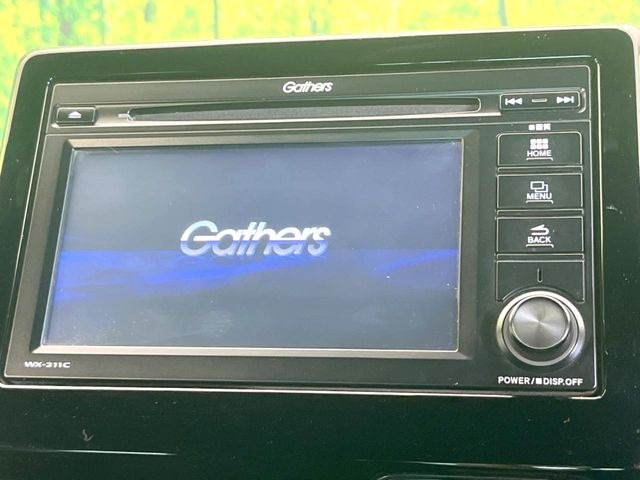 Gathers
HOME
MENU
BACK
Gathers
WX-211C
POWER/ DISP.OFF